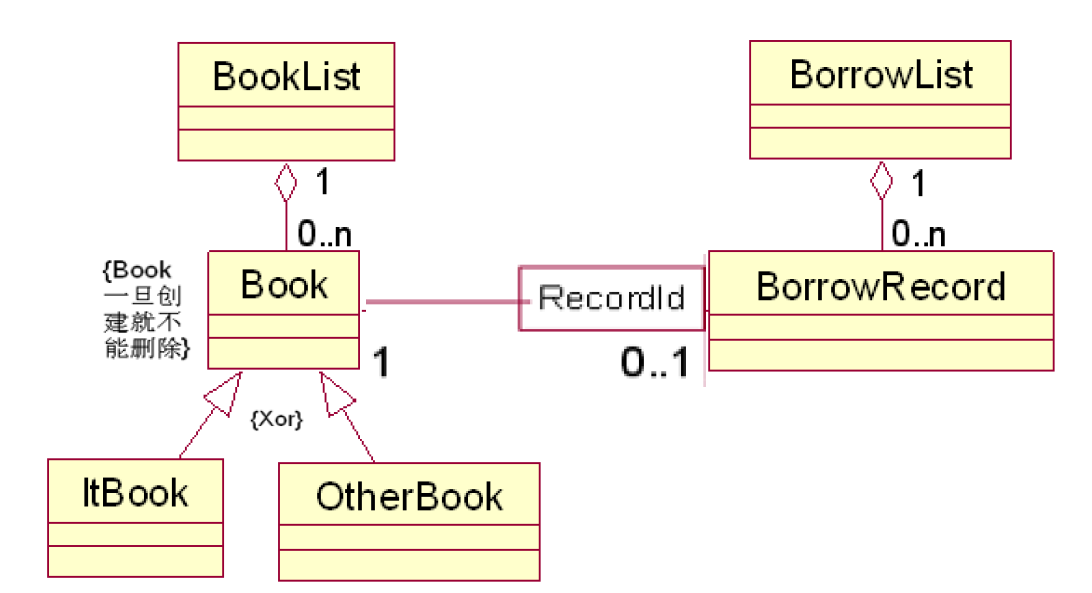 BookList
BorrowList
1
1
0..n
0..n
{Book
一旦创
建就不
能删除}
Book
RecordId
BorrowRecord
1
0..1
{Xor}
ItBook
OtherBook